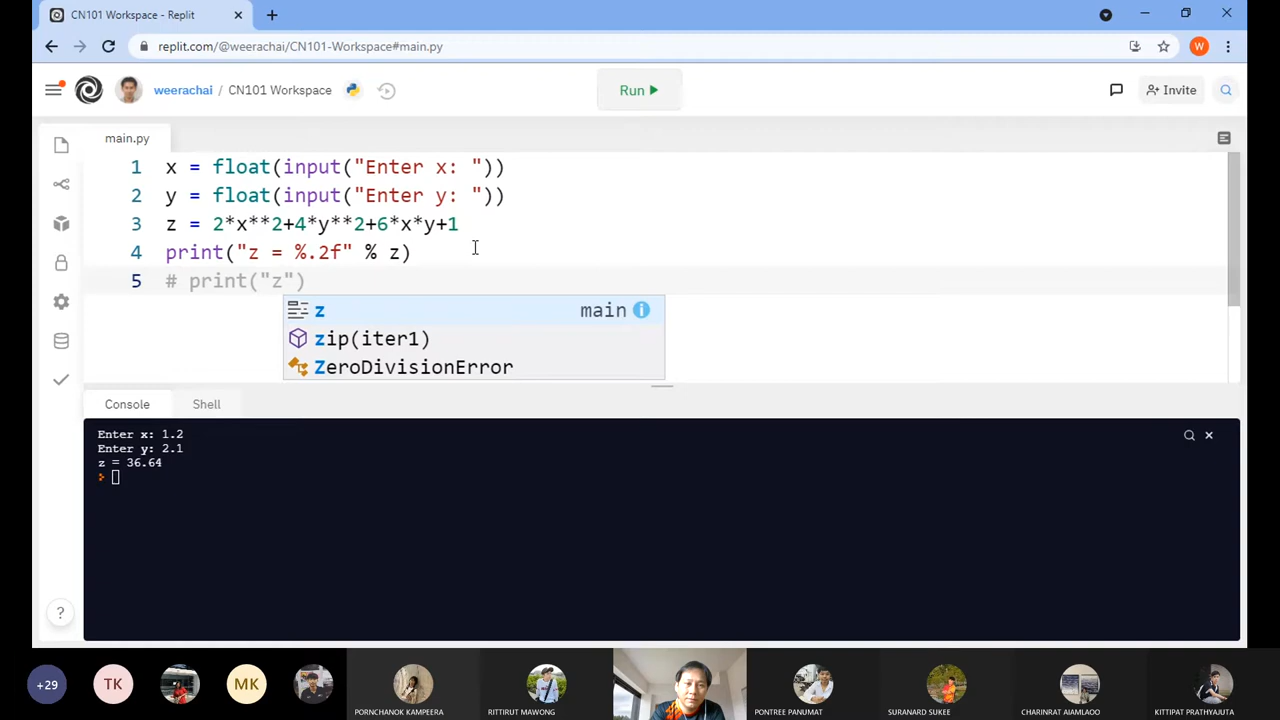 CN101 Workspace - Replit
replit.com/@weerachai/CN101-Workspace#main.py
W
weerachai / CN101 Workspace
Run
Invite
main.py
1 x = float(input("Enter x: "))
2 y = float(input("Enter y: "))
3 z = 2*x**2+4*y**2+6*x*y+1
4 print("z = %.2f" % z)
5 # print("z")
z main
zip(iter1)
ZeroDivisionError
Console Shell
Enter x: 1.2
Enter y: 2.1
z = 36.64
?
+29 TK MK
PORNCHANOK KAMPEERA RITTIRUT MAWONG PONTREE PANUMAT SURANARD SUKEE CHARINRAT AIAMLAOO KITTIPAT PRATHYAJUTA